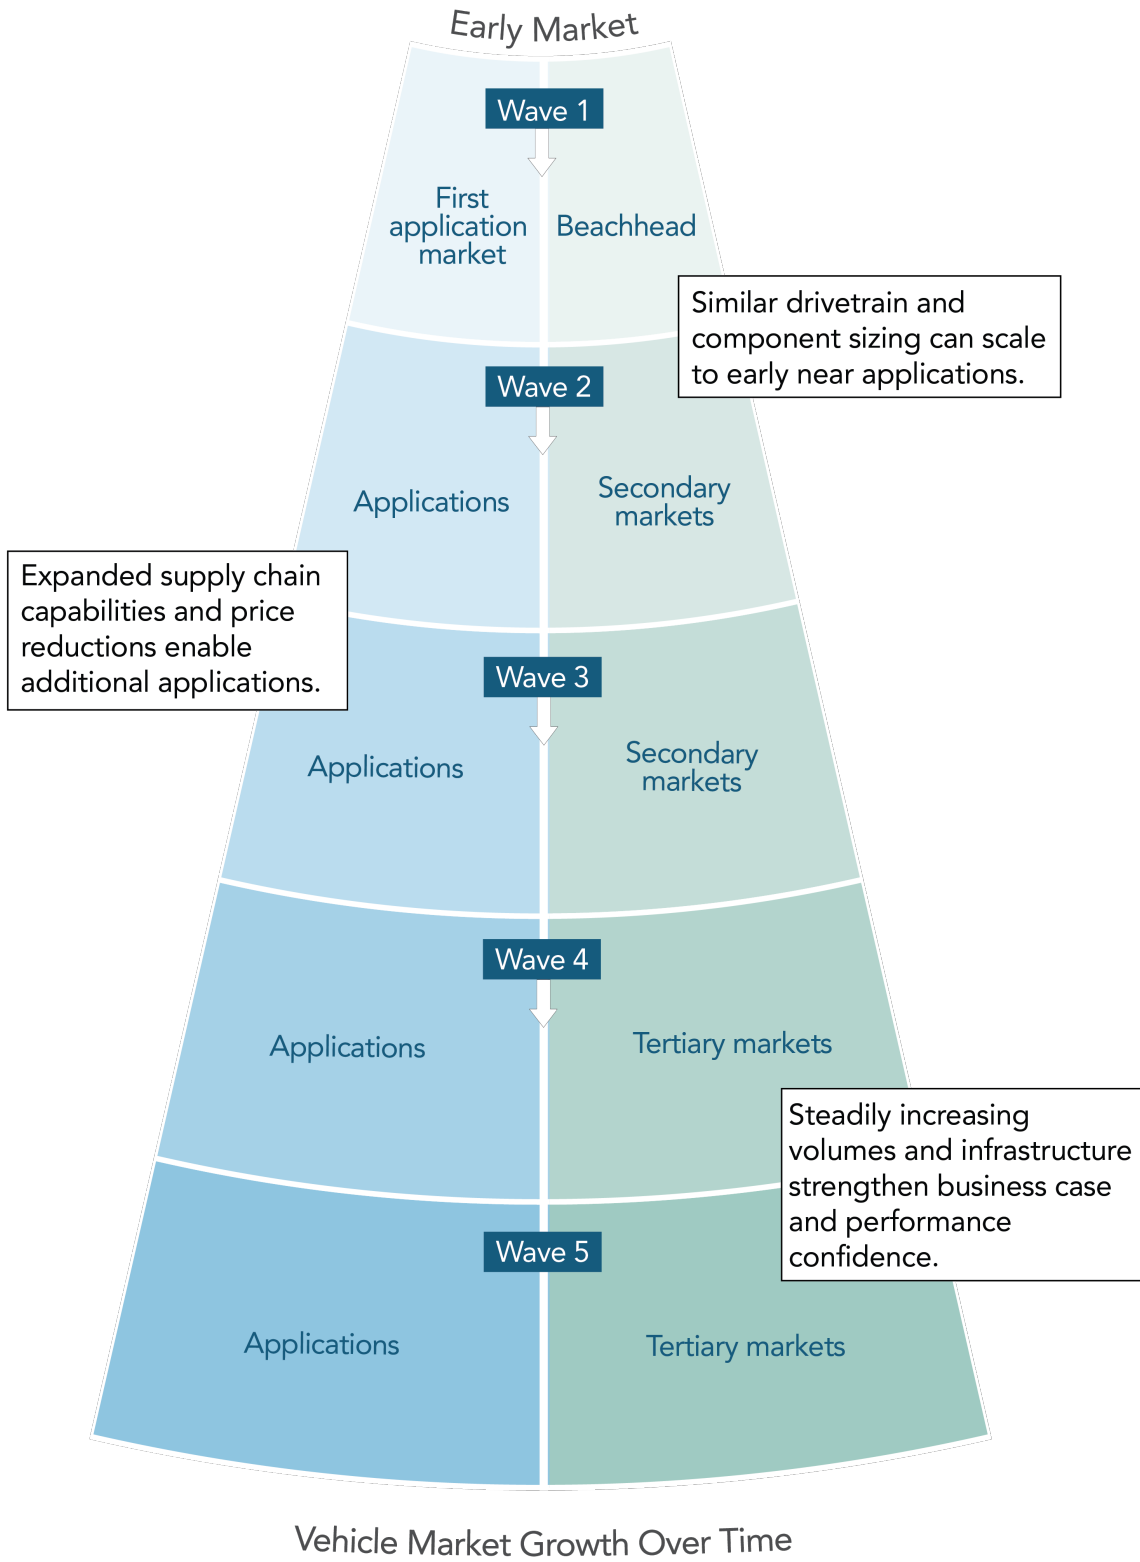 Early Market
Wave 1
First
application
market
Beachhead
Similar drivetrain and
component sizing can scale
to early near applications.
Wave 2
Applications
Secondary
markets
Expanded supply chain
capabilities and price
reductions enable
additional applications.
Wave 3
Applications
Secondary
markets
Wave 4
Applications
Tertiary markets
Steadily increasing
volumes and infrastructure
strengthen business case
and performance
confidence.
Wave 5
Applications
Tertiary markets
Vehicle Market Growth Over Time